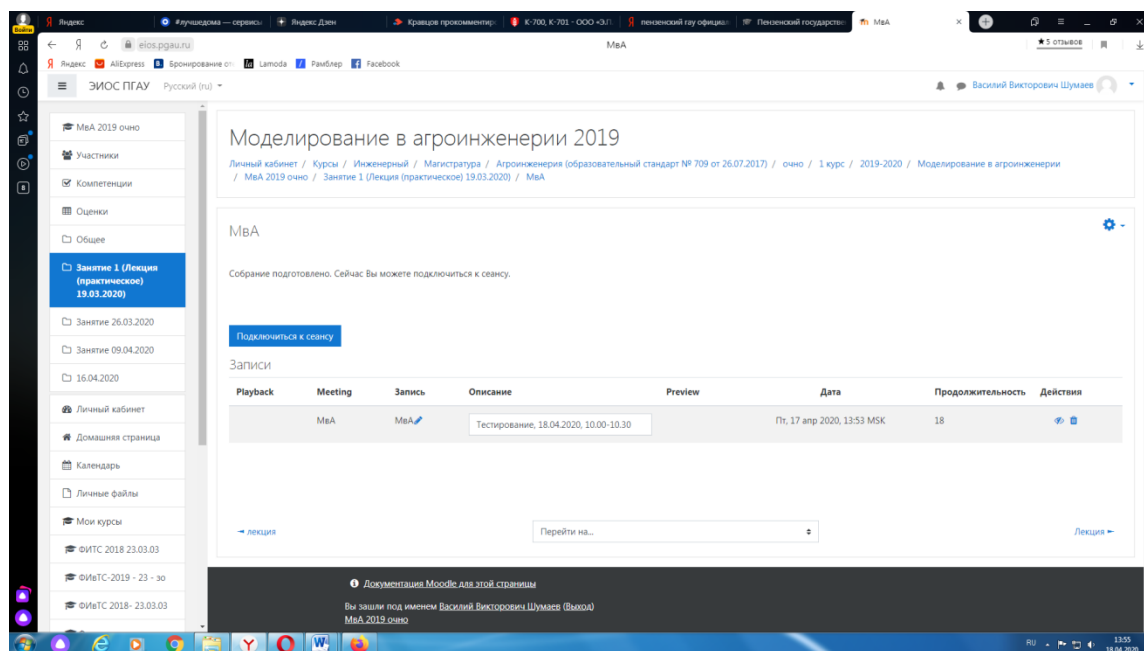 Войти
Яндекс
#лучшедома — сервисы
Яндекс Дзен
Кравцов прокомментир
К-700, К-701 - ООО «Э.П.
пензенский гау официал
Пензенский государстве
МвА
eios.pgau.ru
МвА
★ 5 отзывов
Яндекс AliExpress Бронирование от Lamoda Рамблер Facebook
ЭИОС ПГАУ Русский (ru)
Василий Викторович Шумаев
МвА 2019 очно
Участники
Компетенции
Оценки
Общее
Занятие 1 (Лекция
(практическое)
19.03.2020)
Занятие 26.03.2020
Занятие 09.04.2020
16.04.2020
Личный кабинет
Домашняя страница
Календарь
Личные файлы
Мои курсы
ФИТС 2018 23.03.03
ФИвТС-2019 - 23 - зо
ФИвТС 2018- 23.03.03
Моделирование в агроинженерии 2019
Личный кабинет / Курсы / Инженерный / Магистратура / Агроинженерия (образовательный стандарт № 709 от 26.07.2017) / очно / 1 курс / 2019-2020 / Моделирование в агроинженерии
/ МвА 2019 очно / Занятие 1 (Лекция (практическое) 19.03.2020) / МвА
МвА
Собрание подготовлено. Сейчас Вы можете подключиться к сеансу.
Подключиться к сеансу
Записи
Playback Meeting Запись Описание Preview Дата Продолжительность Действия
МвА МвА Тестирование, 18.04.2020, 10.00-10.30 Пт, 17 апр 2020, 13:53 MSK 18
◄ лекция
Перейти на...
Лекция ►
Документация Moodle для этой страницы
Вы зашли под именем Василий Викторович Шумаев (Выход)
МвА 2019 очно
RU
13:55
18.04.2020